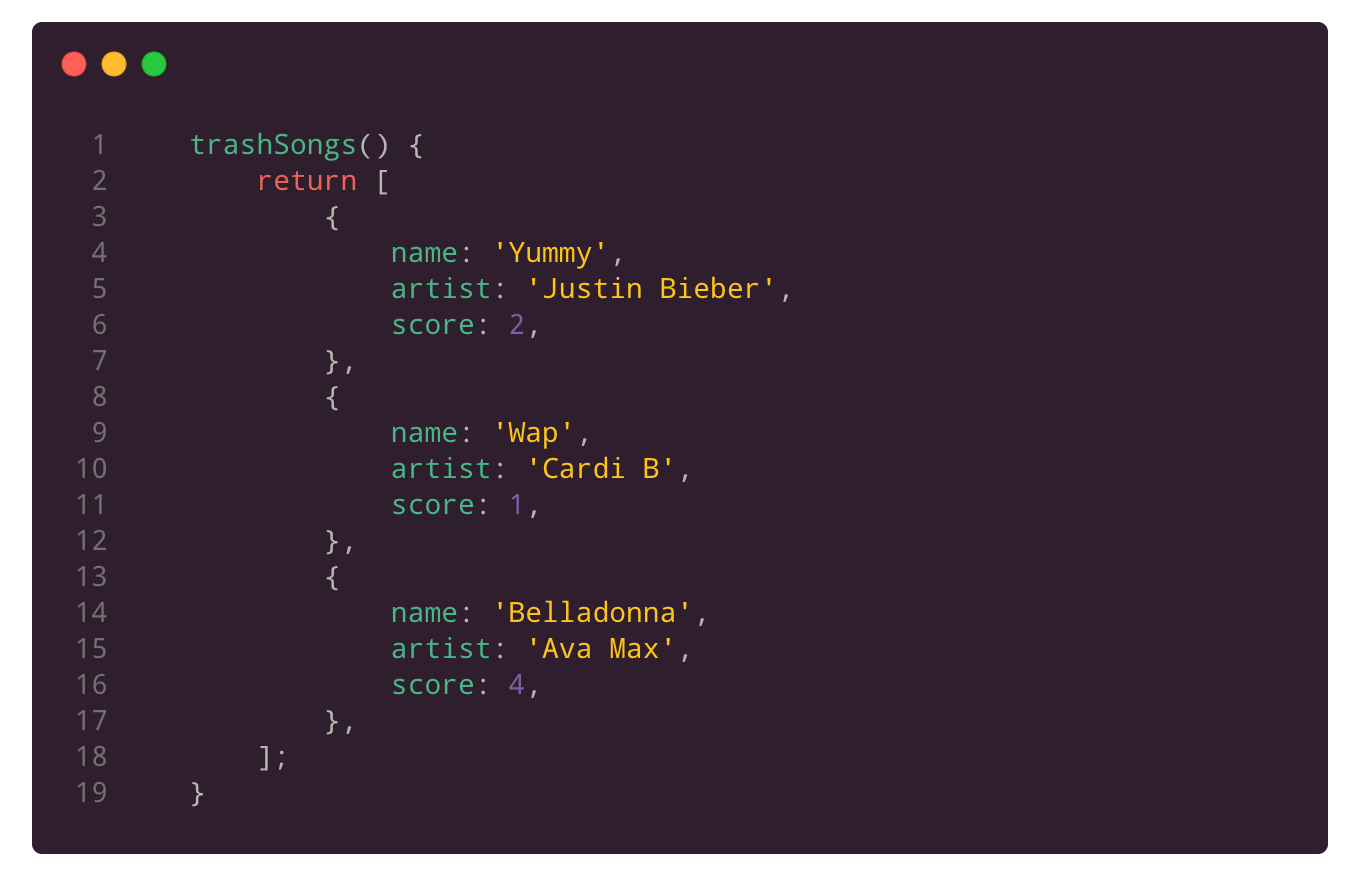 1 trashSongs() {
2 return [
3 {
4 name: 'Yummy',
5 artist: 'Justin Bieber',
6 score: 2,
7 },
8 {
9 name: 'Wap',
10 artist: 'Cardi B',
11 score: 1,
12 },
13 {
14 name: 'Belladonna',
15 artist: 'Ava Max',
16 score: 4,
17 },
18 ];
19 }